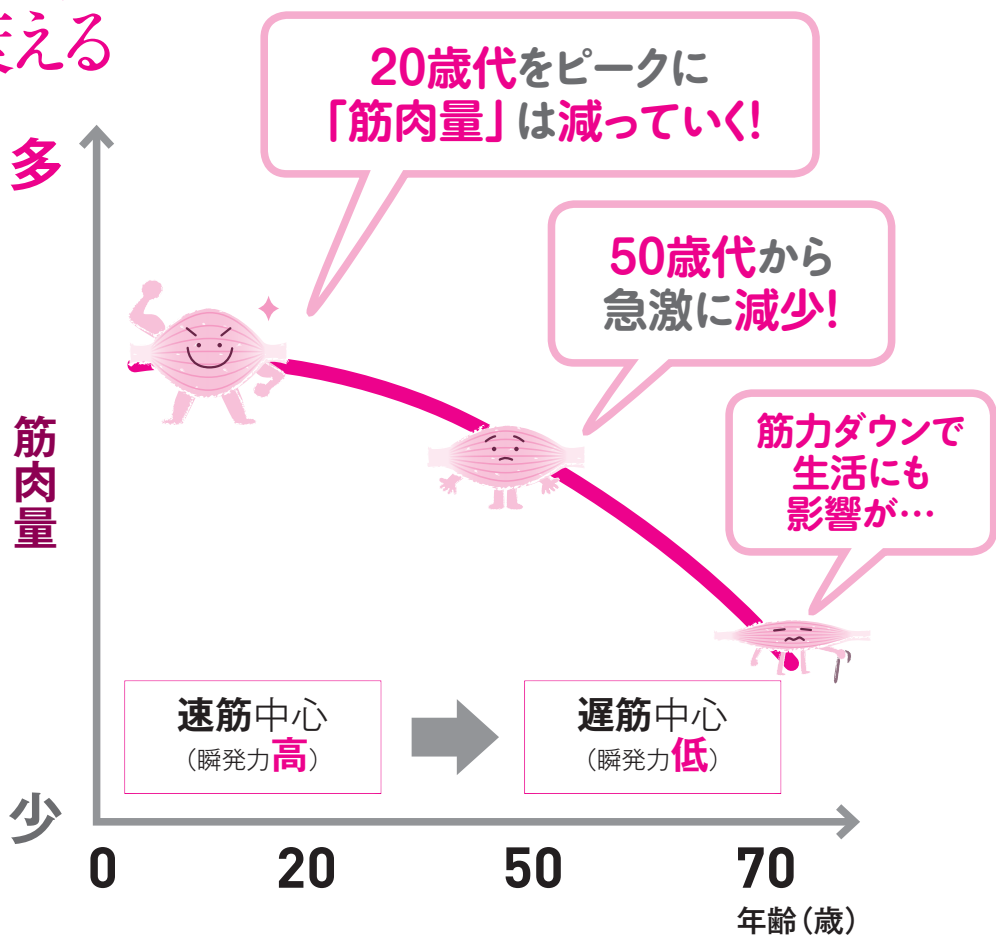 える
20歳代をピークに
「筋肉量」は減っていく!
50歳代から
急激に減少!
筋力ダウンで
生活にも
影響が…
多
筋肉量
少
速筋中心
（瞬発力高）
遅筋中心
（瞬発力低）
0 20 50 70
年齢（歳）